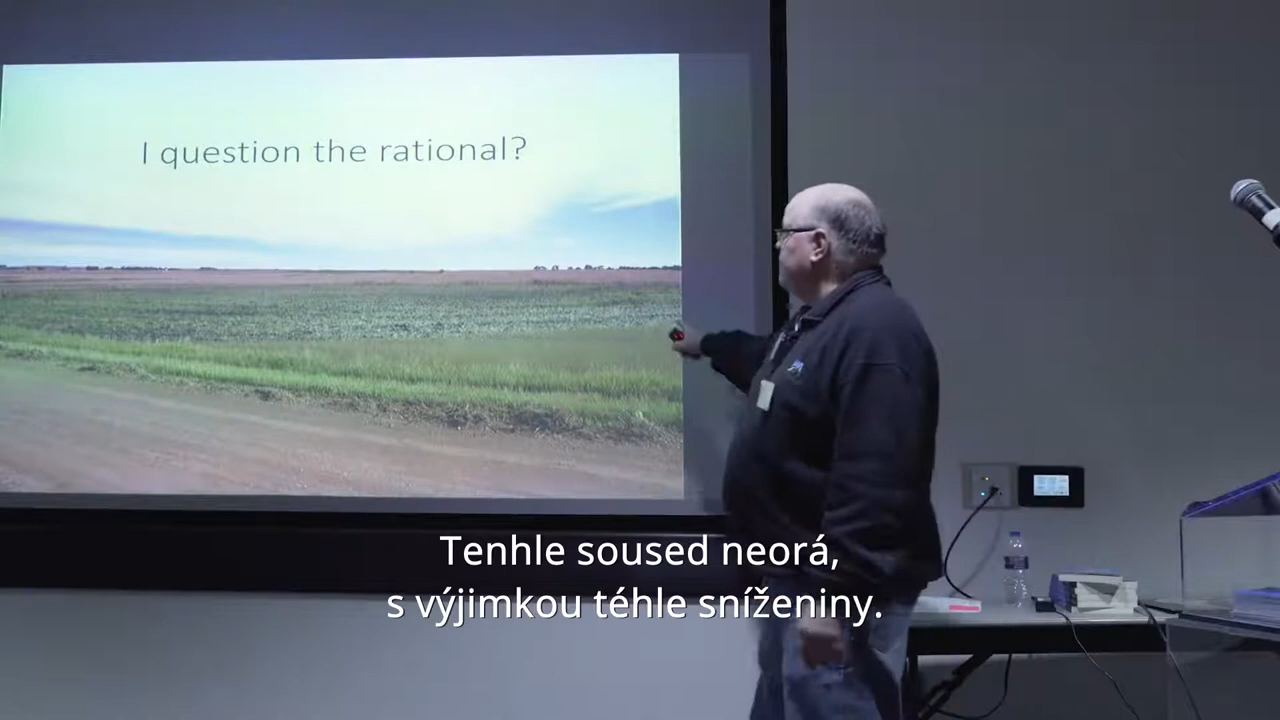 I question the rational?
Tenhle soused neorá,
s výjimkou téhle sníženiny.